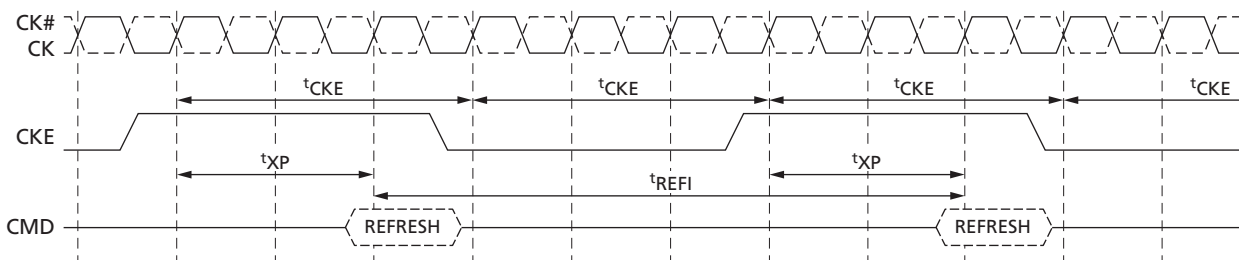 CK#
CK
tCKE tCKE tCKE tCKE
CKE
tXP tXP
tREFI
CMD REFRESH REFRESH